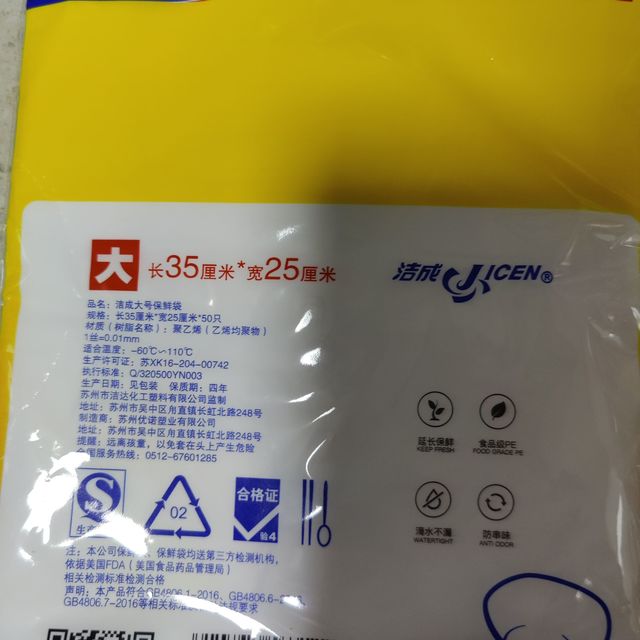 大 长35厘米*宽25厘米
洁成 JICEN®
品名: 洁成大号保鲜袋
规格: 长35厘米*宽25厘米*50只
材质(树脂名称): 聚乙烯(乙烯均聚物)
1丝=0.01mm
适合温度: -60℃~110℃
生产许可证: 苏XK16-204-00742
执行标准: Q/320500YN003
生产日期: 见包装 保质期: 四年
苏州市洁达化工塑料有限公司监制
地址: 苏州市吴中区甪直镇长虹北路248号
制造商: 苏州优诺塑业有限公司
地址: 苏州市吴中区甪直镇长虹北路248号
提醒: 远离孩童,以免套在头上产生危险
国服务热线: 0512-67601285
延长保鲜
KEEP FRESH
食品级PE
FOOD GRADE PE
滴水不漏
WATERTIGHT
防串味
ANTI ODOR
生产
02
合格证
验4
注: 本公司保鲜 、保鲜袋均送第三方检测机构,
依据美国FDA(美国食品药品管理局)
相关检测标准检测合格
声明: 本产品符合GB4806.1-2016、GB4806.6-2016、
GB4806.7-2016等相关标准及 规要求